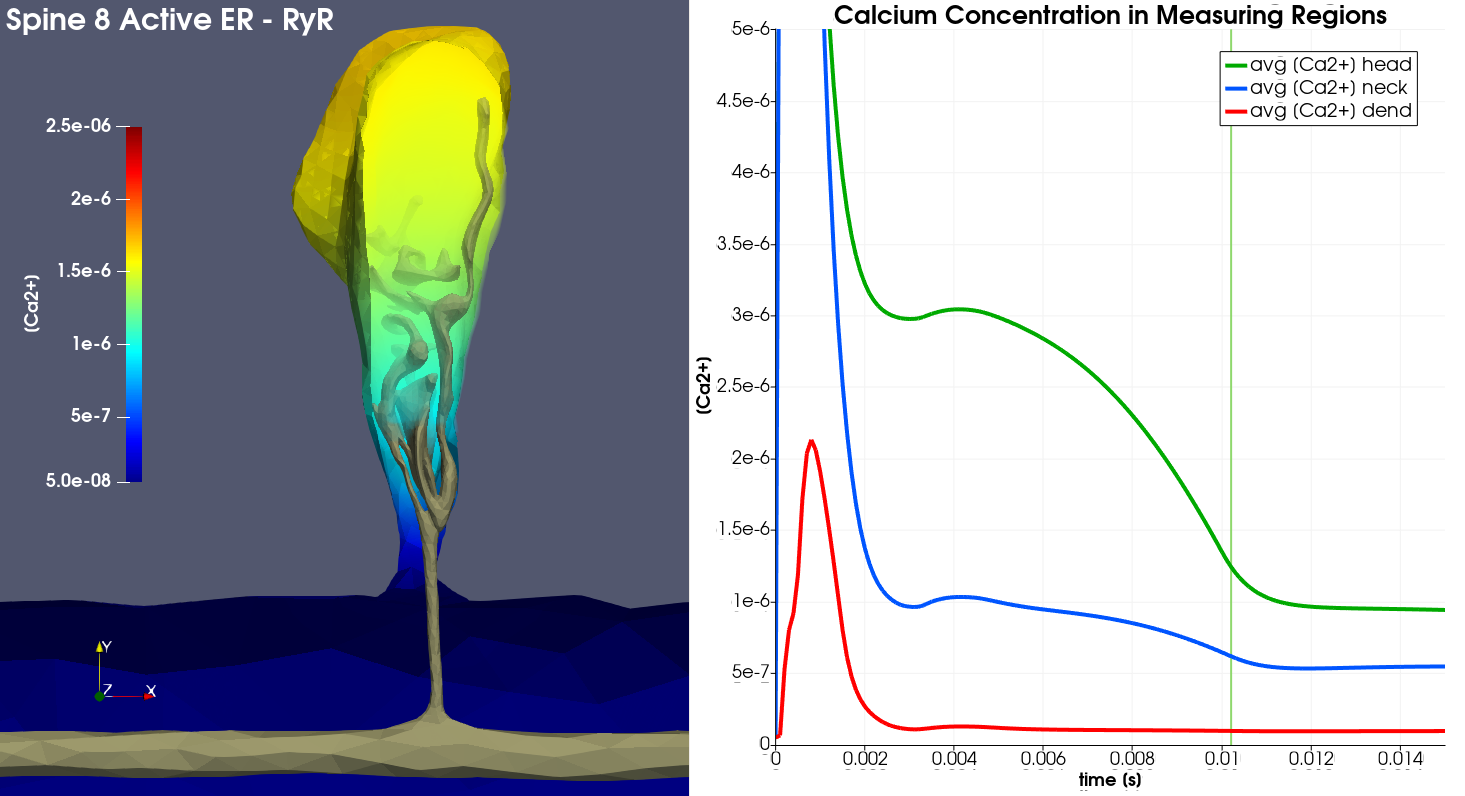 Spine 8 Active ER - RyR
2.5e-06
2e-6
1.5e-6
1e-6
5e-7
5.0e-08
(Ca2+)
Y
Z
X
Calcium Concentration in Measuring Regions
avg (Ca2+) head
avg (Ca2+) neck
avg (Ca2+) dend
5e-6
4.5e-6
4e-6
3.5e-6
3e-6
2.5e-6
2e-6
1.5e-6
1e-6
5e-7
0
(Ca2+)
0
0.002
0.004
0.006
0.008
0.01
0.012
0.014
time (s)